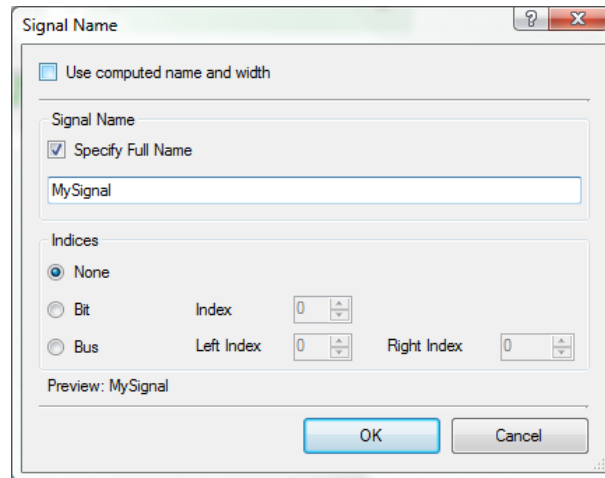 Signal Name
?
Use computed name and width
Signal Name
Specify Full Name
MySignal
Indices
None
Bit Index 0
Bus Left Index 0 Right Index 0
Preview: MySignal
OK Cancel